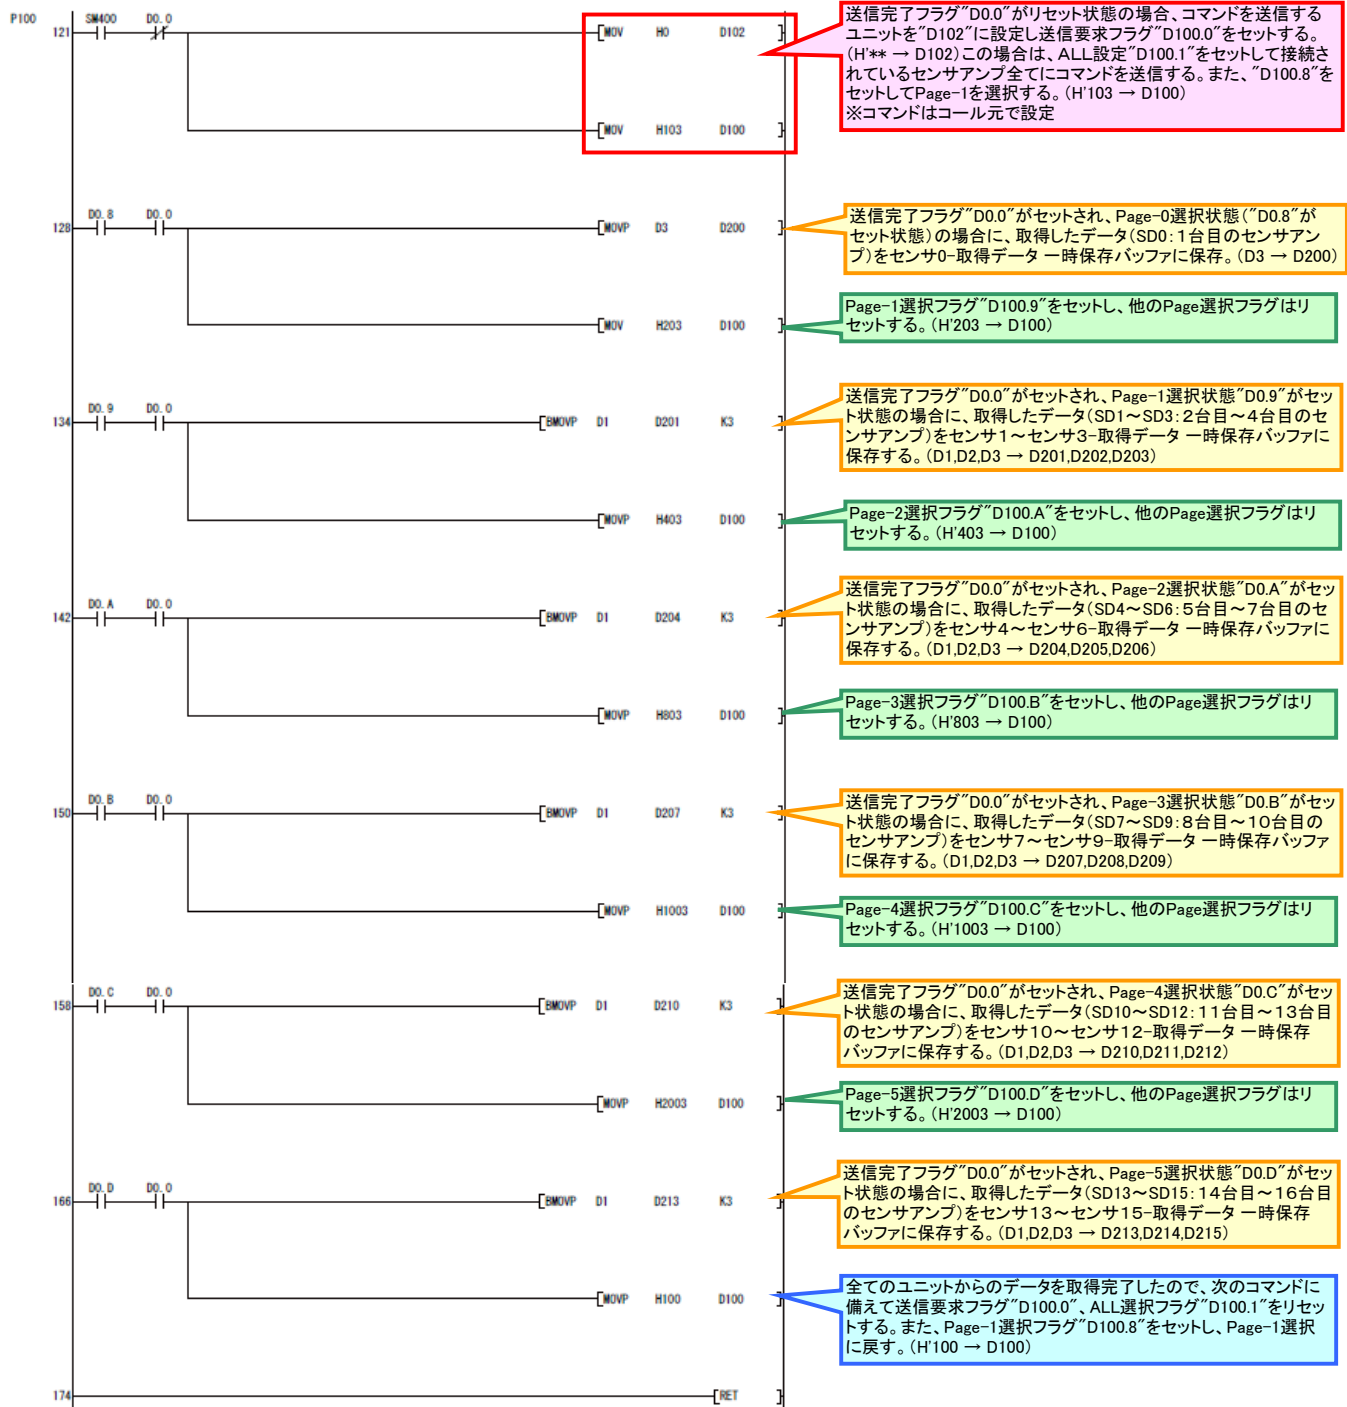 P100
SM400 D0.0
121 MOV H0 D102
送信完了フラグ"D0.0"がリセット状態の場合、コマンドを送信する
ユニットを"D102"に設定し送信要求フラグ"D100.0"をセットする。
(H'** → D102)この場合は、ALL設定"D100.1"をセットして接続さ
れているセンサアンプ全てにコマンドを送信する。また、"D100.8"を
セットしてPage-1を選択する。(H'103 → D100)
※コマンドはコール元で設定
MOV H103 D100
D0.8 D0.0
128 MOVP D3 D200
送信完了フラグ"D0.0"がセットされ、Page-0選択状態("D0.8"が
セット状態)の場合に、取得したデータ(SD0:1台目のセンサアン
プ)をセンサ0-取得データ 一時保存バッファに保存。(D3 → D200)
MOV H203 D100
Page-1選択フラグ"D100.9"をセットし、他のPage選択フラグはリ
セットする。(H'203 → D100)
D0.9 D0.0
134 BMOVP D1 D201 K3
送信完了フラグ"D0.0"がセットされ、Page-1選択状態"D0.9"がセッ
ト状態の場合に、取得したデータ(SD1~SD3:2台目~4台目のセ
ンサアンプ)をセンサ1~センサ3-取得データ 一時保存バッファに
保存する。(D1,D2,D3 → D201,D202,D203)
MOVP H403 D100
Page-2選択フラグ"D100.A"をセットし、他のPage選択フラグはリ
セットする。(H'403 → D100)
D0.A D0.0
142 BMOVP D1 D204 K3
送信完了フラグ"D0.0"がセットされ、Page-2選択状態"D0.A"がセッ
ト状態の場合に、取得したデータ(SD4~SD6:5台目~7台目のセ
ンサアンプ)をセンサ4~センサ6-取得データ 一時保存バッファに
保存する。(D1,D2,D3 → D204,D205,D206)
MOVP H803 D100
Page-3選択フラグ"D100.B"をセットし、他のPage選択フラグはリ
セットする。(H'803 → D100)
D0.B D0.0
150 BMOVP D1 D207 K3
送信完了フラグ"D0.0"がセットされ、Page-3選択状態"D0.B"がセッ
ト状態の場合に、取得したデータ(SD7~SD9:8台目~10台目の
センサアンプ)をセンサ7~センサ9-取得データ 一時保存バッファ
に保存する。(D1,D2,D3 → D207,D208,D209)
MOVP H1003 D100
Page-4選択フラグ"D100.C"をセットし、他のPage選択フラグはリ
セットする。(H'1003 → D100)
D0.C D0.0
158 BMOVP D1 D210 K3
送信完了フラグ"D0.0"がセットされ、Page-4選択状態"D0.C"がセッ
ト状態の場合に、取得したデータ(SD10~SD12:11台目~13台目
のセンサアンプ)をセンサ10~センサ12-取得データ 一時保存
バッファに保存する。(D1,D2,D3 → D210,D211,D212)
MOVP H2003 D100
Page-5選択フラグ"D100.D"をセットし、他のPage選択フラグはリ
セットする。(H'2003 → D100)
D0.D D0.0
166 BMOVP D1 D213 K3
送信完了フラグ"D0.0"がセットされ、Page-5選択状態"D0.D"がセッ
ト状態の場合に、取得したデータ(SD13~SD15:14台目~16台目
のセンサアンプ)をセンサ13~センサ15-取得データ 一時保存
バッファに保存する。(D1,D2,D3 → D213,D214,D215)
MOVP H100 D100
全てのユニットからのデータを取得完了したので、次のコマンドに
備えて送信要求フラグ"D100.0"、ALL選択フラグ"D100.1"をリセッ
トする。また、Page-1選択フラグ"D100.8"をセットし、Page-1選択
に戻す。(H'100 → D100)
174 RET